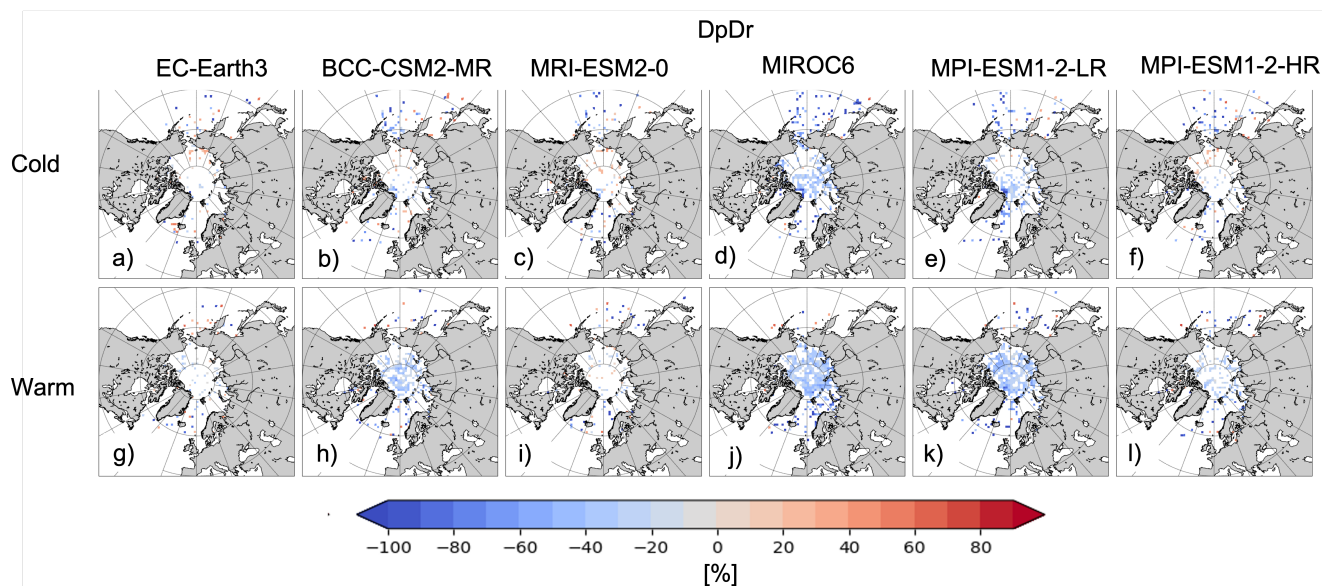 DpDr
EC-Earth3 BCC-CSM2-MR MRI-ESM2-0 MIROC6 MPI-ESM1-2-LR MPI-ESM1-2-HR
Cold
a) b) c) d) e) f)
Warm
g) h) i) j) k) l)
−100 −80 −60 −40 −20 0 20 40 60 80
[%]